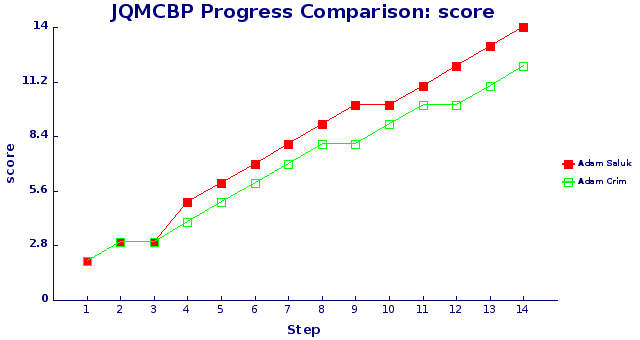 JQMCBP Progress Comparison: score
14
11.2
8.4
5.6
2.8
0
score
1 2 3 4 5 6 7 8 9 10 11 12 13 14
Step
Adam Saluk
Adam Crim